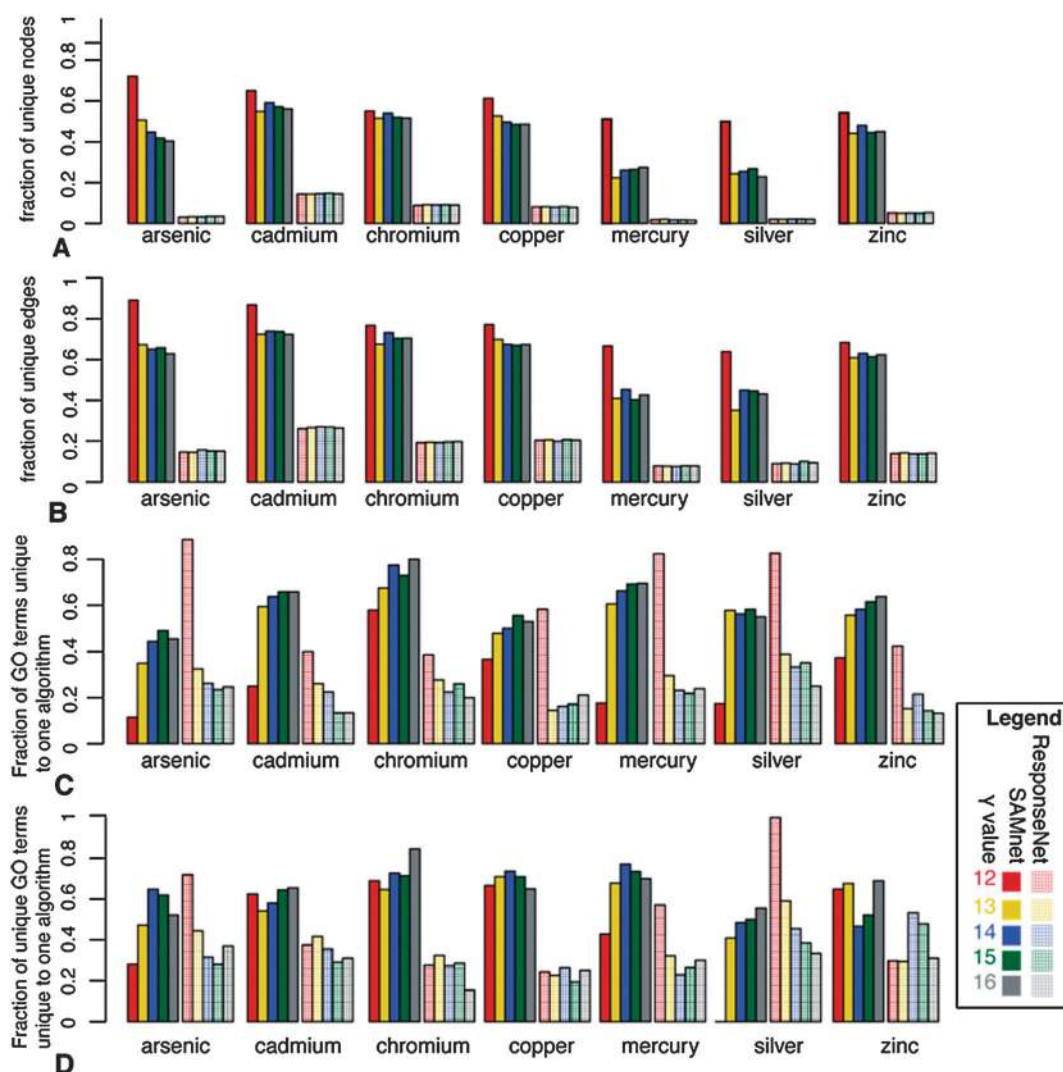 fraction of unique nodes
0 0.2 0.4 0.6 0.8 1
arsenic cadmium chromium copper mercury silver zinc
A
fraction of unique edges
0 0.2 0.4 0.6 0.8 1
arsenic cadmium chromium copper mercury silver zinc
B
Fraction of GO terms unique
to one algorithm
0 0.2 0.4 0.6 0.8
arsenic cadmium chromium copper mercury silver zinc
C
Fraction of unique GO terms
unique to one algorithm
0 0.2 0.4 0.6 0.8 1
arsenic cadmium chromium copper mercury silver zinc
D
Legend
ResponseNet
SAMnet
γ value
12
13
14
15
16